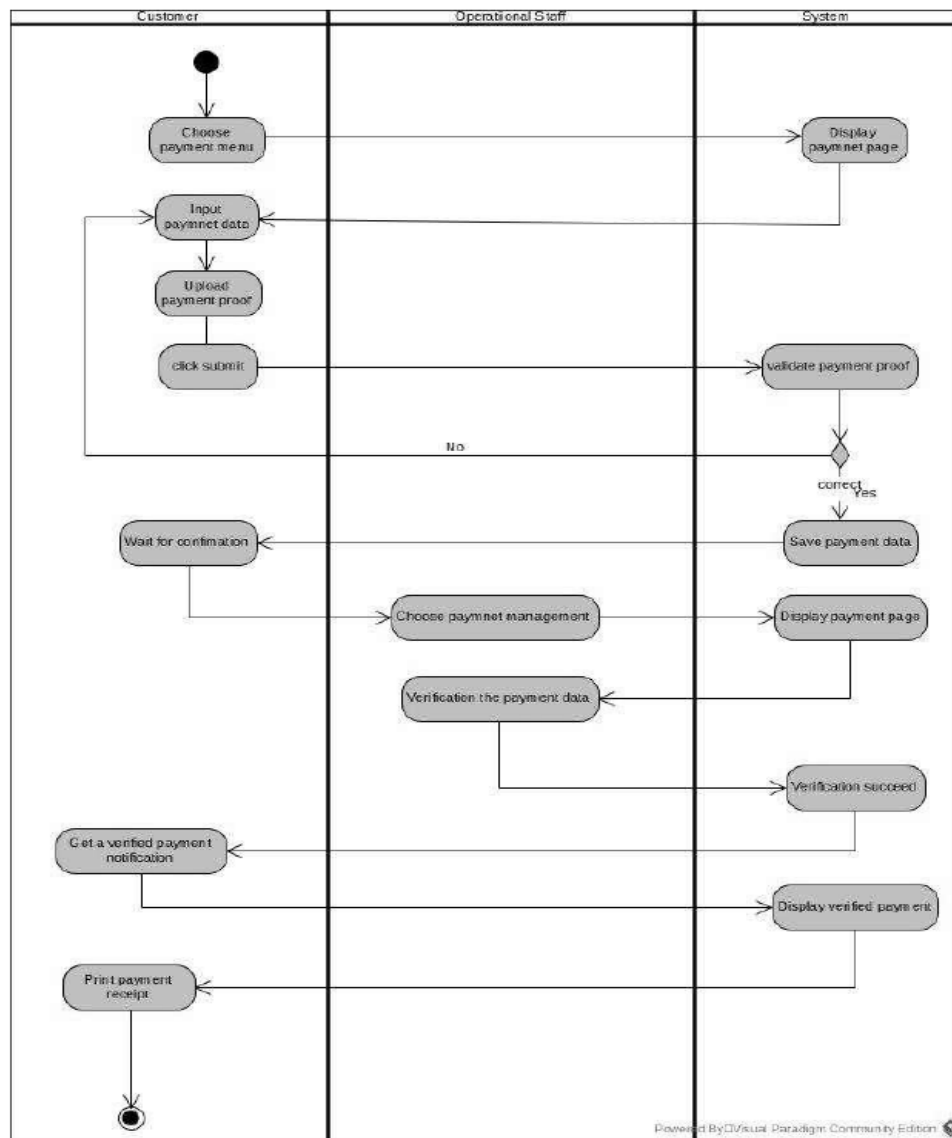 Customer
Operational Staff
System
Choose
payment menu
Display
paymnet page
Input
paymnet data
Upload
payment proof
click submit
validate payment proof
No
correct
Yes
Wait for confimation
Save payment data
Choose paymnet management
Display payment page
Verification the payment data
Verification succeed
Get a verified payment
notification
Display verified payment
Print payment
receipt
Powered By Visual Paradigm Community Edition